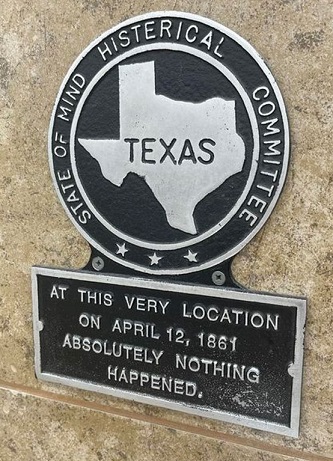 STATE OF MIND HISTERICAL COMMITTEE
TEXAS
AT THIS VERY LOCATION
ON APRIL 12, 1861
ABSOLUTELY NOTHING
HAPPENED.